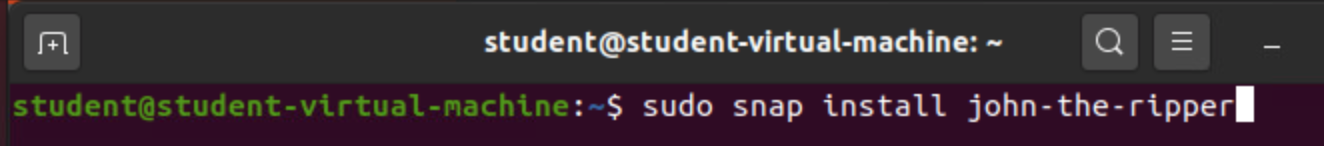 student@student-virtual-machine: ~
student@student-virtual-machine:~$ sudo snap install john-the-ripper